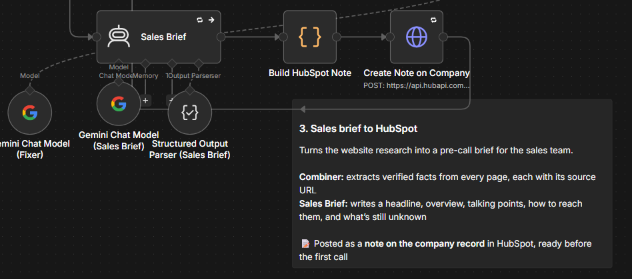 Sales Brief
Model
Model
Chat Model
Memory
Output Parser
Build HubSpot Note
Create Note on Company
POST: https://api.hubapi.com...
Gemini Chat Model
(Sales Brief)
Structured Output
Parser (Sales Brief)
emini Chat Model
(Fixer)
3. Sales brief to HubSpot
Turns the website research into a pre-call brief for the sales team.
Combiner: extracts verified facts from every page, each with its source
URL
Sales Brief: writes a headline, overview, talking points, how to reach
them, and what's still unknown
📝 Posted as a note on the company record in HubSpot, ready before
the first call